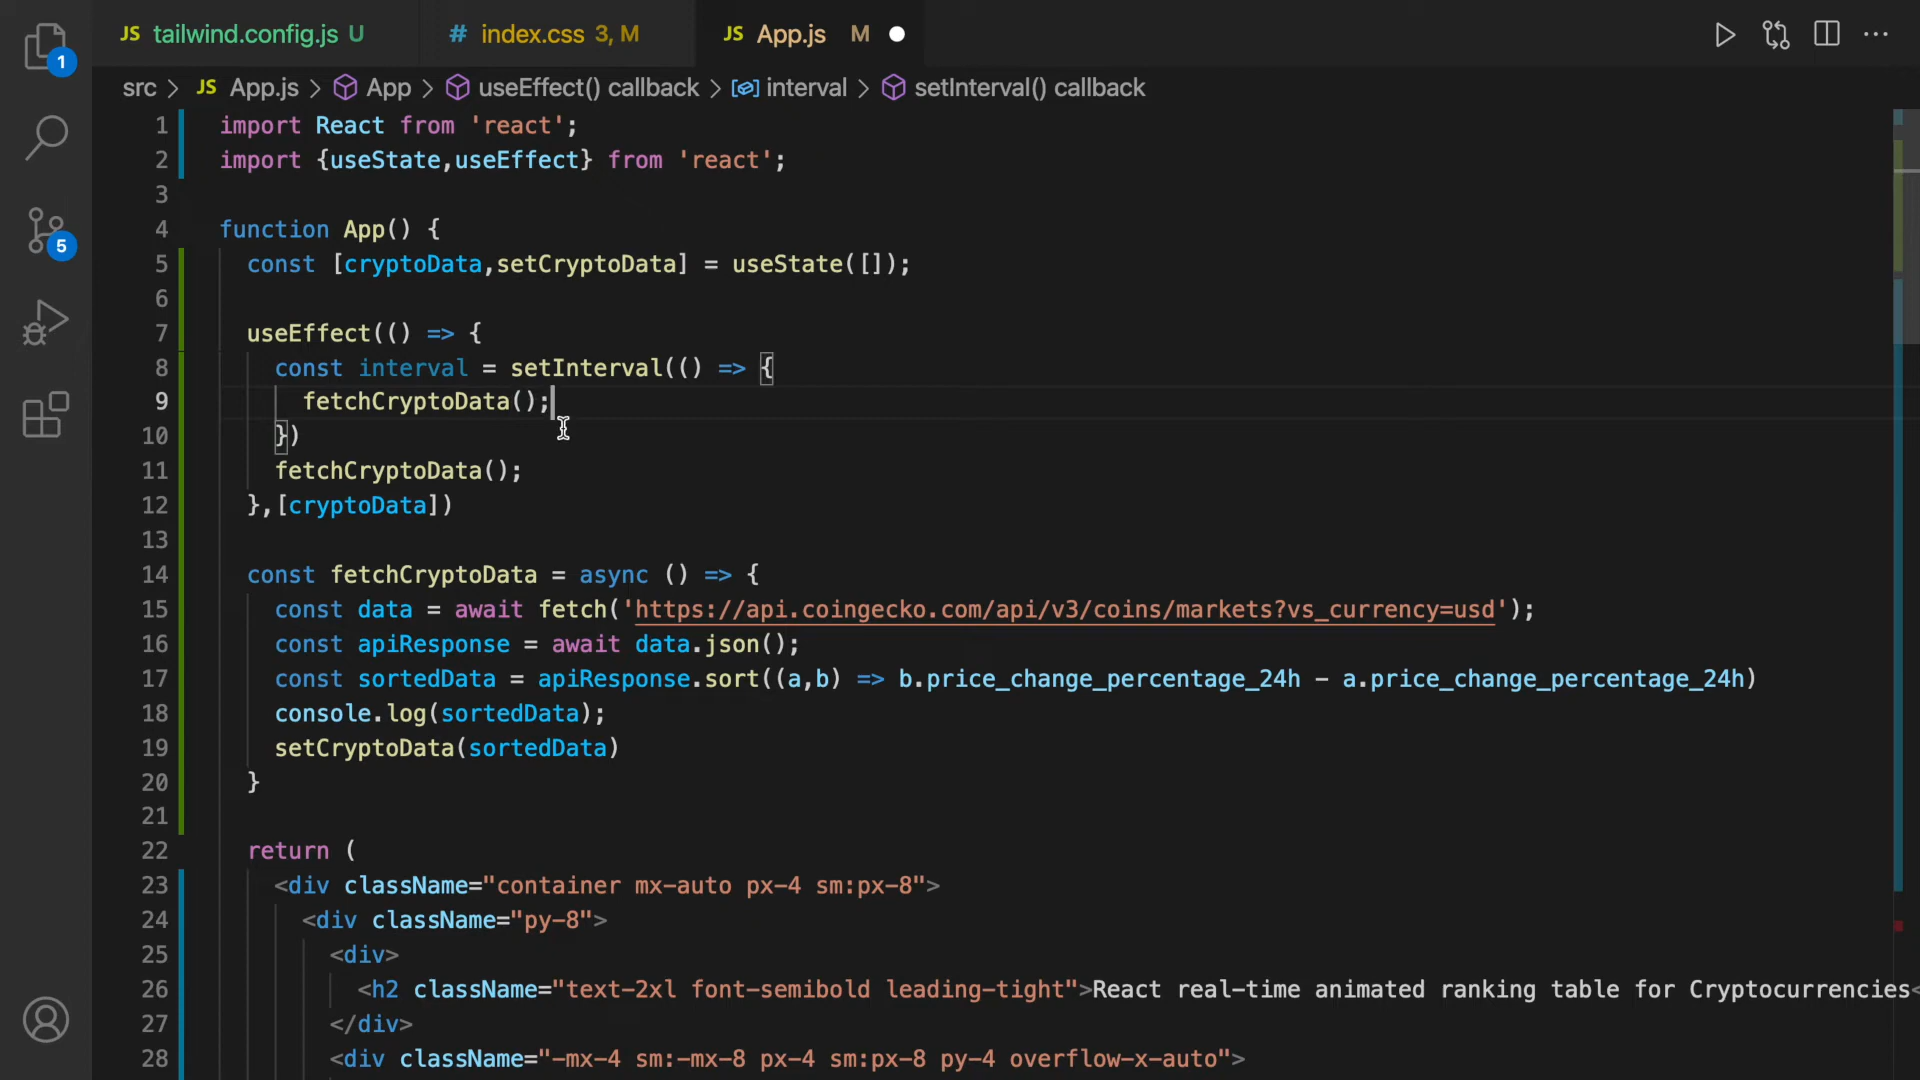 JS tailwind.config.js U # index.css 3, M JS App.js M
1
src > JS App.js > App > useEffect() callback > interval > setInterval() callback
1 import React from 'react';
2 import {useState,useEffect} from 'react';
3
4 function App() {
5 const [cryptoData,setCryptoData] = useState([]);
5
6
7 useEffect(() => {
8 const interval = setInterval(() => {
9 fetchCryptoData();
10 })
11 fetchCryptoData();
12 },[cryptoData])
13
14 const fetchCryptoData = async () => {
15 const data = await fetch('https://api.coingecko.com/api/v3/coins/markets?vs_currency=usd');
16 const apiResponse = await data.json();
17 const sortedData = apiResponse.sort((a,b) => b.price_change_percentage_24h - a.price_change_percentage_24h)
18 console.log(sortedData);
19 setCryptoData(sortedData)
20 }
21
22 return (
23 <div className="container mx-auto px-4 sm:px-8">
24 <div className="py-8">
25 <div>
26 <h2 className="text-2xl font-semibold leading-tight">React real-time animated ranking table for Cryptocurrencies<
27 </div>
28 <div className="-mx-4 sm:-mx-8 px-4 sm:px-8 py-4 overflow-x-auto">